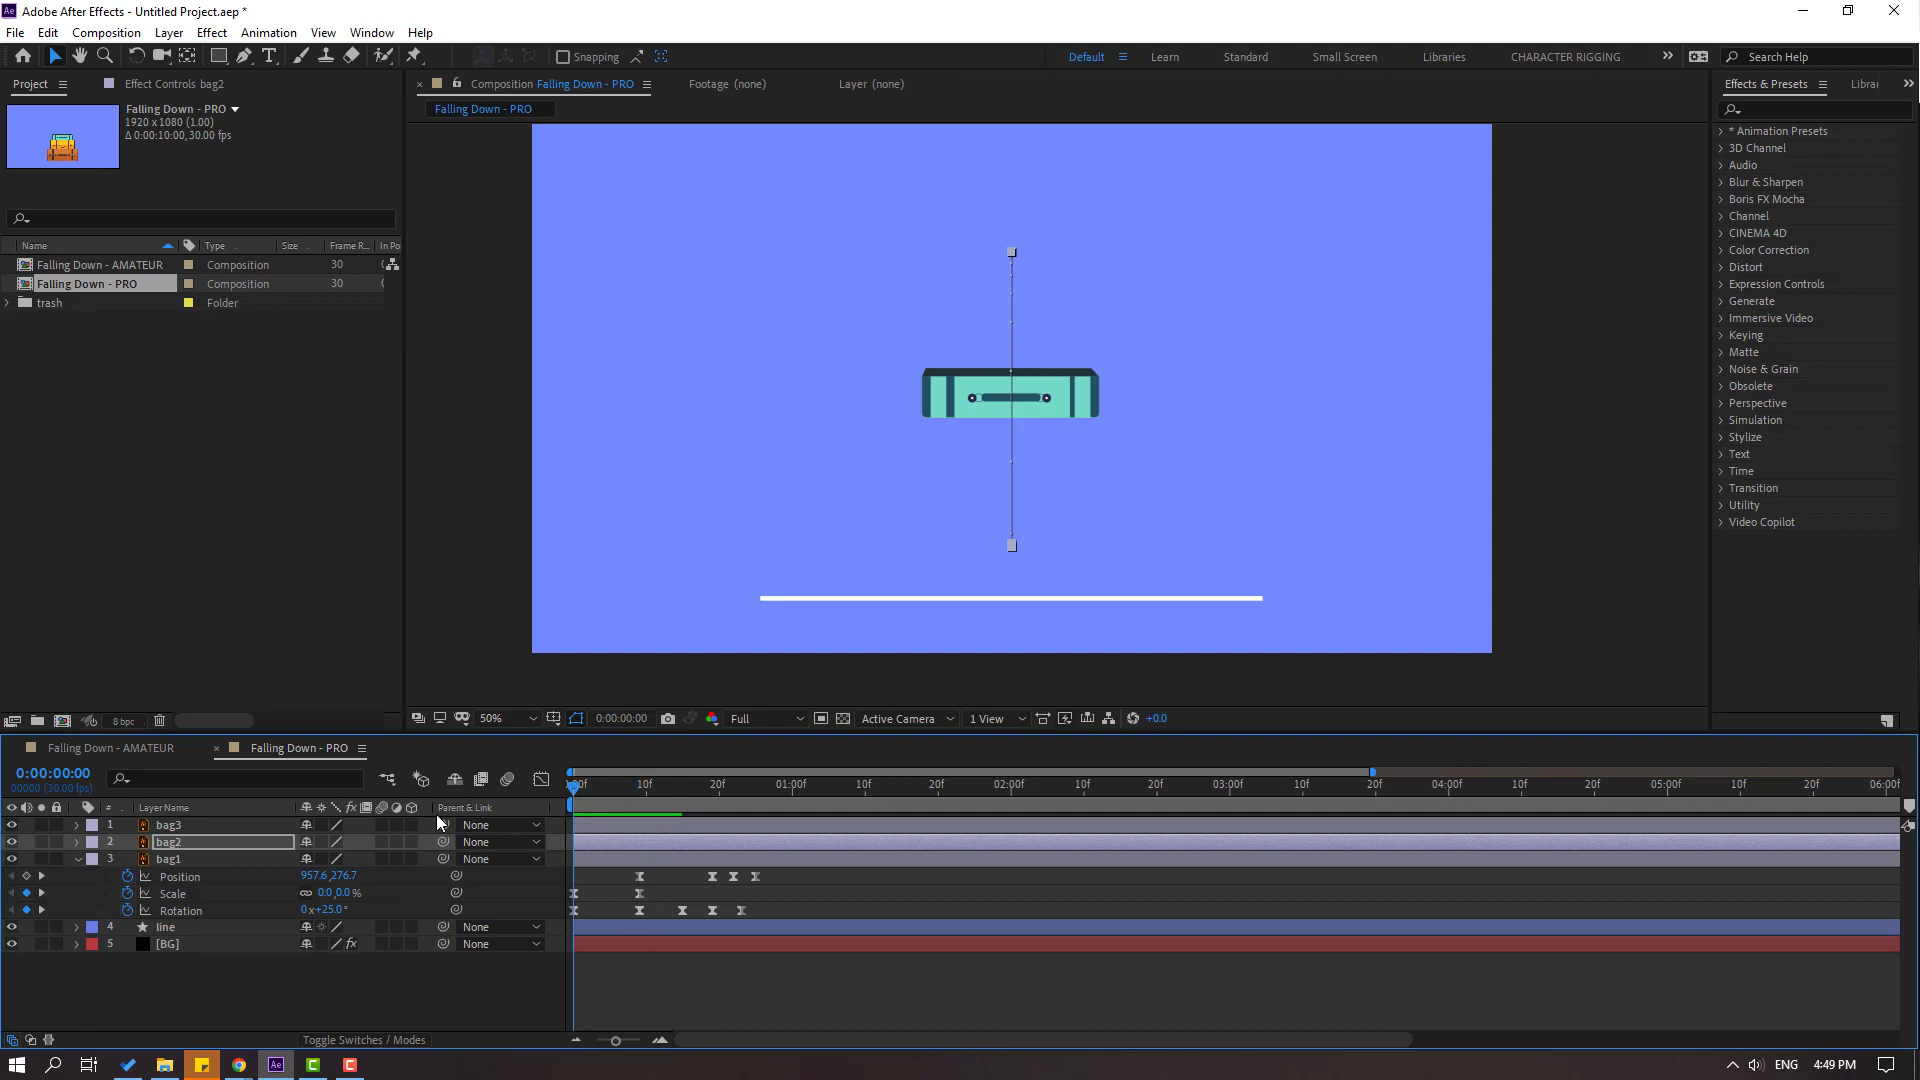 Adobe After Effects - Untitled Project.aep *
File Edit Composition Layer Effect Animation View Window Help
Snapping Default Learn Standard Small Screen Libraries CHARACTER RIGGING Search Help
Project Effect Controls bag2
Composition Falling Down - PRO Footage (none) Layer (none)
Effects & Presets Librar
Falling Down - PRO
1920 x 1080 (1.00)
Δ 0:00:10:00, 30.00 fps
Falling Down - PRO
Name Type Size Frame R... In Po
Falling Down - AMATEUR Composition 30
Falling Down - PRO Composition 30
trash Folder
* Animation Presets
3D Channel
Audio
Blur & Sharpen
Boris FX Mocha
Channel
CINEMA 4D
Color Correction
Distort
Expression Controls
Generate
Immersive Video
Keying
Matte
Noise & Grain
Obsolete
Perspective
Simulation
Stylize
Text
Time
Transition
Utility
Video Copilot
8 bpc
50% 0:00:00:00 Full Active Camera 1 View +0.0
Falling Down - AMATEUR Falling Down - PRO
0:00:00:00
00000 (30.00 fps)
10f 20f 01:00f 10f 20f 02:00f 10f 20f 03:00f 10f 20f 04:00f 10f 20f 05:00f 10f 20f 06:00f
# Layer Name Parent & Link
1 bag3 None
2 bag2 None
3 bag1 None
Position 957.6,276.7
Scale 0.0,0.0 %
Rotation 0x+25.0°
4 line None
5 [BG] fx None
Toggle Switches / Modes
ENG 4:49 PM